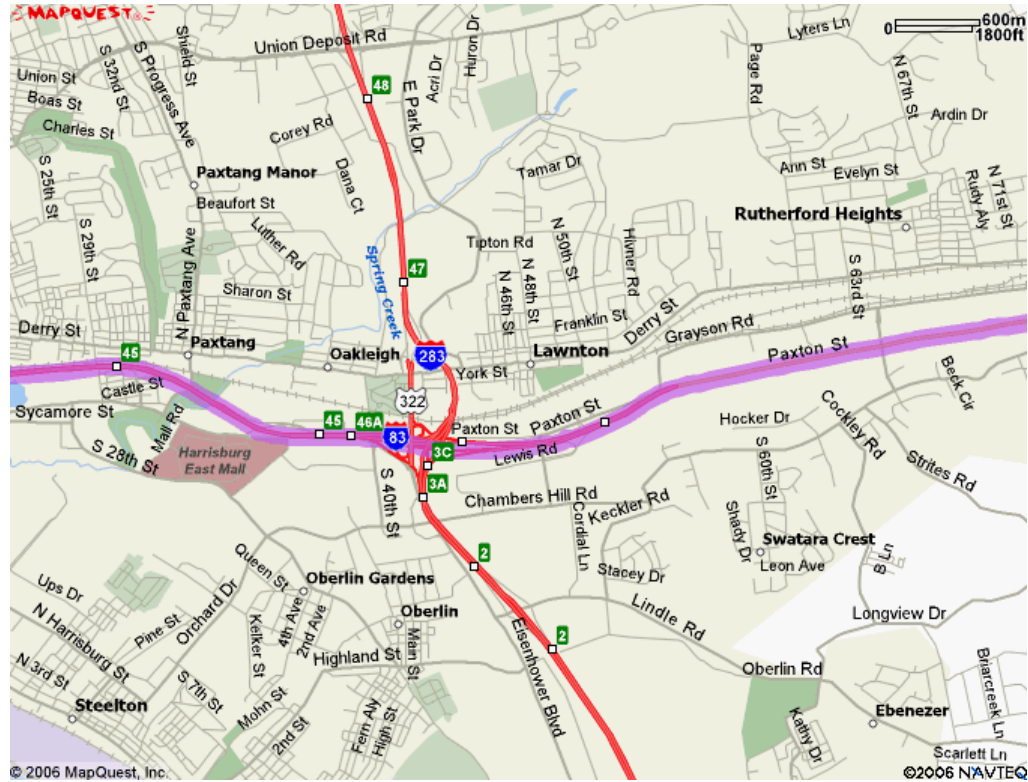 MAPQUEST
600m
0
1800ft
Union Deposit Rd
Lyters Ln
Shield St
S Progress Ave
S 32nd St
Union St
Boas St
Charles St
S 25th St
48
E Park Dr
Acri Dr
Huron Dr
Page Rd
N 67th St
Ardin Dr
Corey Rd
Dana Ct
Paxtang Manor
Beaufort St
Tamar Dr
Ann St
Evelyn St
Rudy Aly
N 71st St
Rutherford Heights
S 29th St
N Paxtang Ave
Luther Rd
Sharon St
Spring Creek
47
Tipton Rd
N 46th St
N 48th St
N 50th St
Hivner Rd
S 63rd St
Derry St
Paxtang
Oakleigh
283
York St
Lawnton
Franklin St
Derry St
Grayson Rd
Paxton St
45
Castle St
Sycamore St
Mall Rd
S 28th St
Harrisburg
East Mall
45
46A
322
83
3C
3A
Paxton St
Paxton St
Lewis Rd
Hocker Dr
Cockley Rd
Beck Cir
Strites Rd
S 40th St
Chambers Hill Rd
Keckler Rd
Cordial Ln
S 60th St
Shady Dr
Swatara Crest
Leon Ave
B Ln
Stacey Dr
Lindle Rd
Longview Dr
2
Queen St
Oberlin Gardens
Oberlin
Ups Dr
Pine St
Orchard Dr
N Harrisburg St
N 3rd St
Kelker St
4th Ave
2nd Ave
Main St
Highland St
Eisenhower Blvd
2
Oberlin Rd
Briarcreek Ln
Steelton
S 7th St
Mohn St
2nd St
Fern Aly
High St
Kathy Dr
Ebenezer
Scarlett Ln
© 2006 MapQuest, Inc.
©2006 NAVTEQ